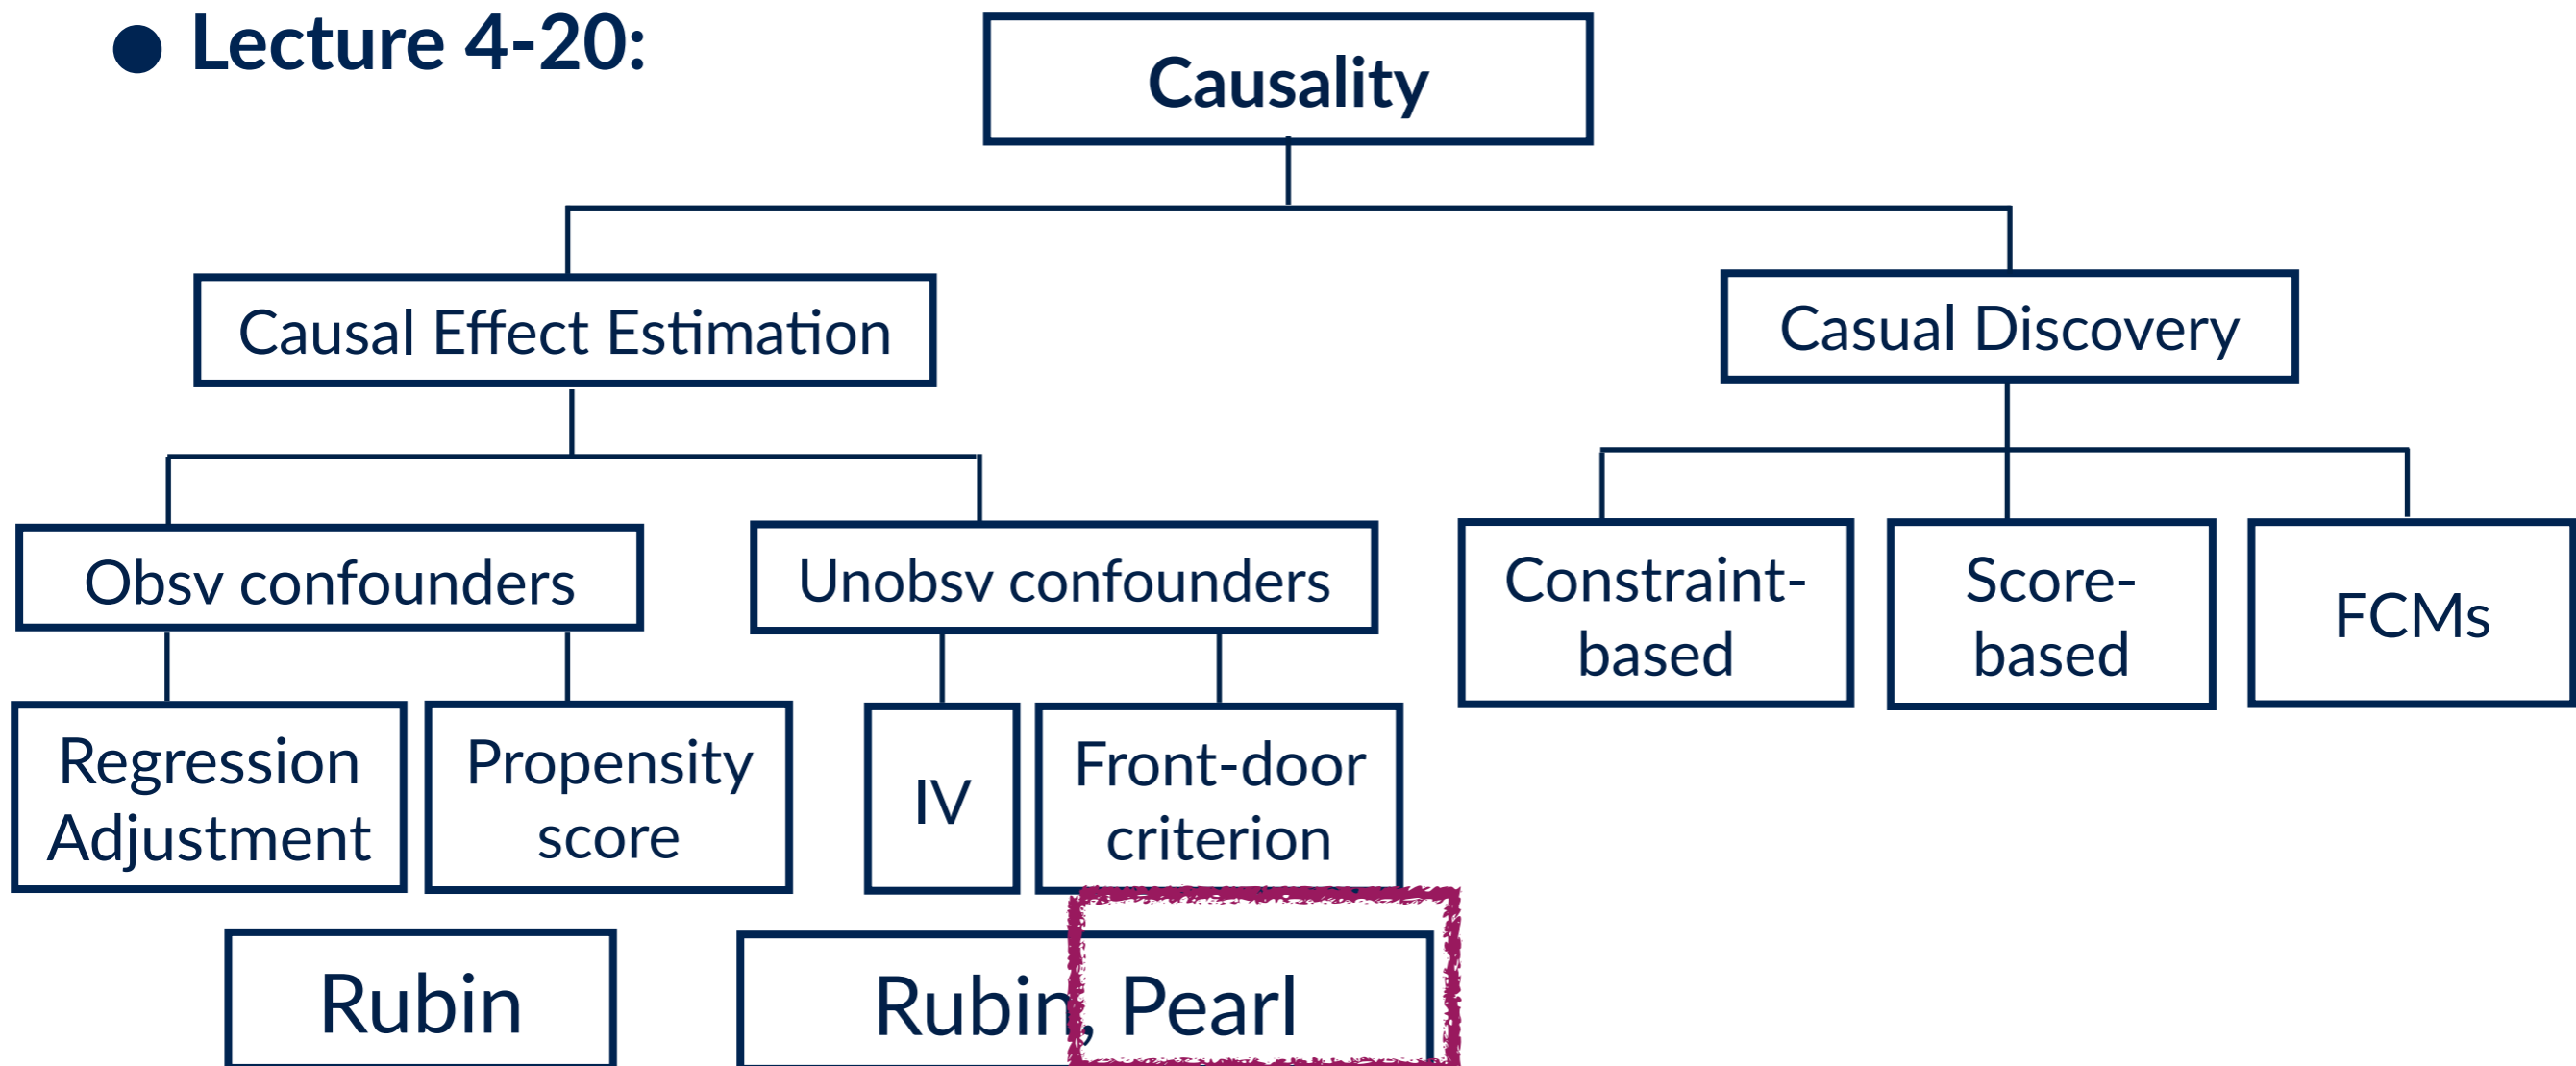 ● Lecture 4-20:
Causality
Causal Effect Estimation
Casual Discovery
Obsv confounders
Unobsv confounders
Constraint-
based
Score-
based
FCMs
Regression
Adjustment
Propensity
score
IV
Front-door
criterion
Rubin
Rubin, Pearl